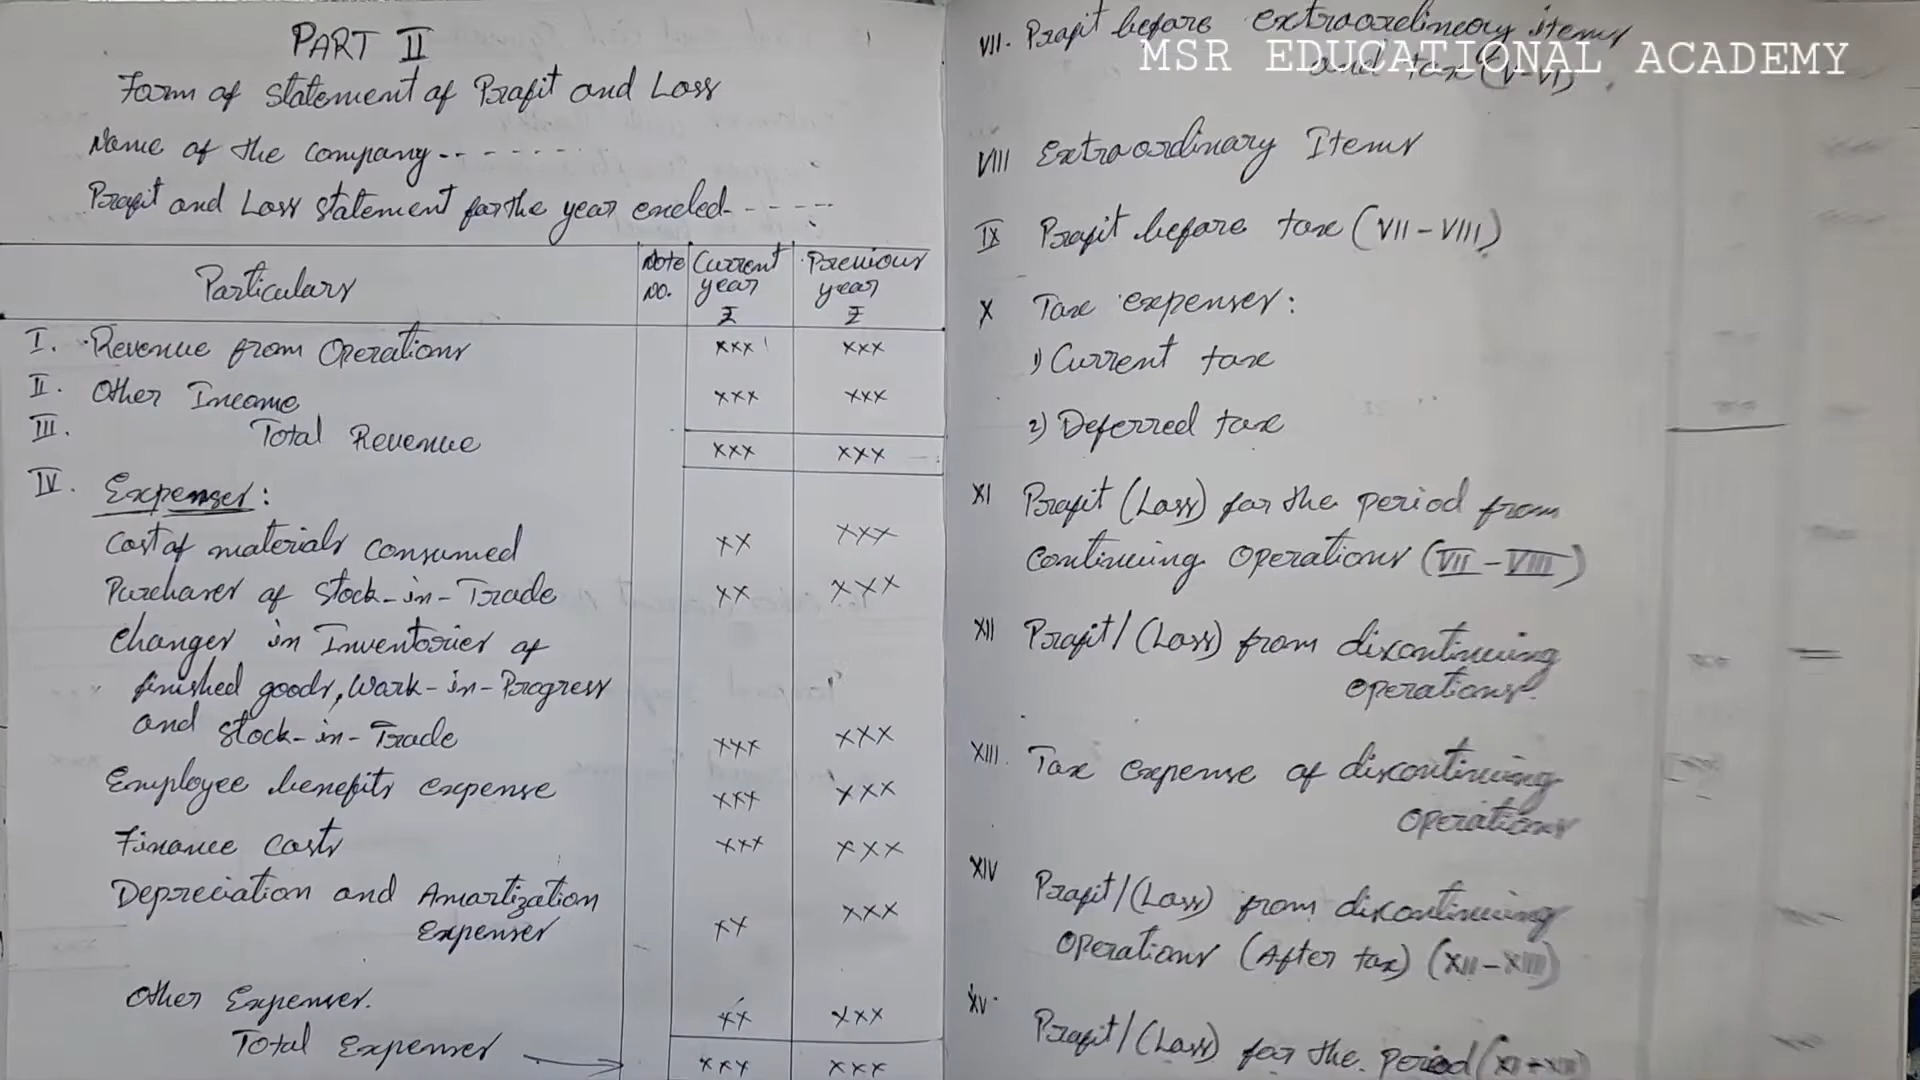 PART II
Form of Statement of Profit and Loss
Name of the company-- - - - - -
Profit and Loss Statement for the year ended- - - - -
Particulars
Note No.
Current year ₹
Previous year ₹
I. Revenue from Operations xxx xxx
II. Other Income xxx xxx
III. Total Revenue xxx xxx
IV. Expenses:
Cost of materials consumed xx xxx
Purchases of Stock-in-Trade xx xxx
Changes in Inventories of
finished goods, Work-in-Progress
and Stock-in-Trade xxx xxx
Employee benefits expense xxx xxx
Finance Costs xxx xxx
Depreciation and Amortization
Expenses xx xxx
Other Expenses. xx xxx
Total Expenses xxx xxx
VII. Profit before extraordinary items
and tax (V-VI)
MSR EDUCATIONAL ACADEMY
VIII Extraordinary Items
IX Profit before tax (VII-VIII)
X Tax expenses:
1) Current tax
2) Deferred tax
XI Profit (Loss) for the period from
continuing Operations (VII-VIII)
XII Profit/(Loss) from discontinuing
operations.
XIII. Tax expense of discontinuing
Operations
XIV Profit/(Loss) from discontinuing
Operations (After tax) (XII-XIII)
XV. Profit/(Loss) for the period